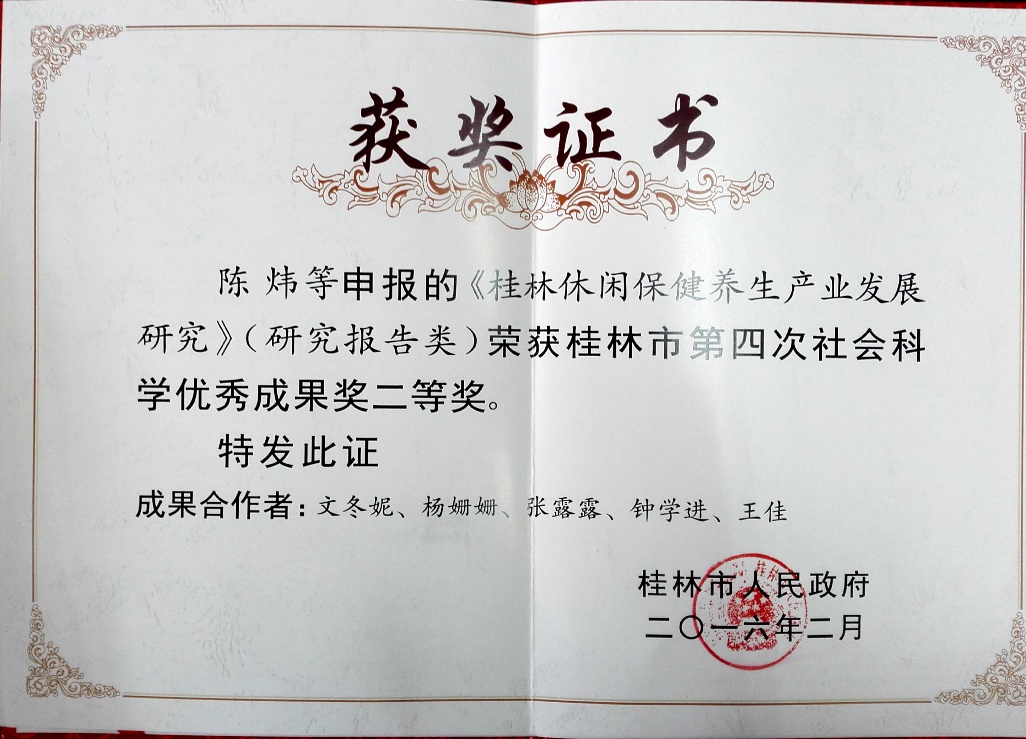 获奖证书
陈 炜等申报的《桂林休闲保健养生产业发展
研究》（研究报告类）荣获桂林市第四次社会科
学优秀成果奖二等奖。
特发此证
成果合作者：文冬妮、杨姗姗、张露露、钟学进、王佳
桂林市人民政府
二〇一六年二月